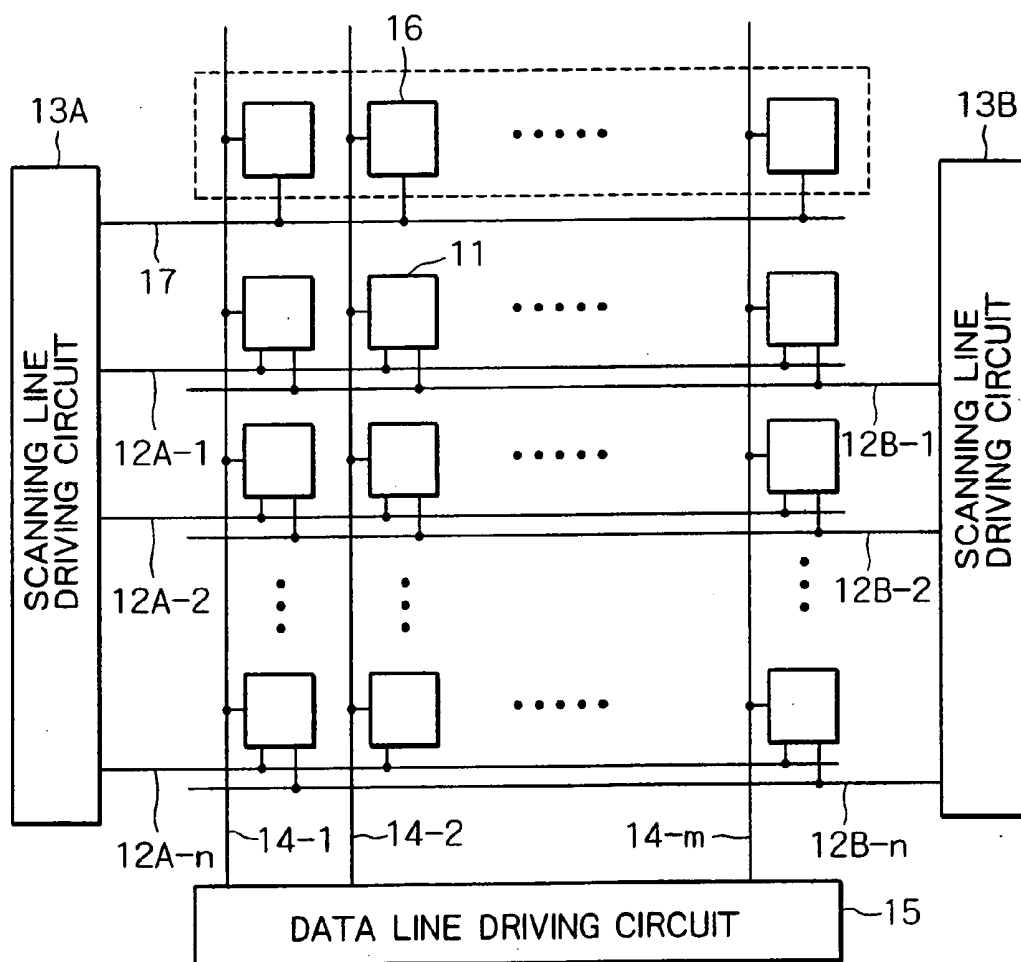 16
13A
13B
17
11
SCANNING LINE
DRIVING CIRCUIT
SCANNING LINE
DRIVING CIRCUIT
12A-1
12B-1
12A-2
12B-2
12A-n
14-1
14-2
14-m
12B-n
DATA LINE DRIVING CIRCUIT
15